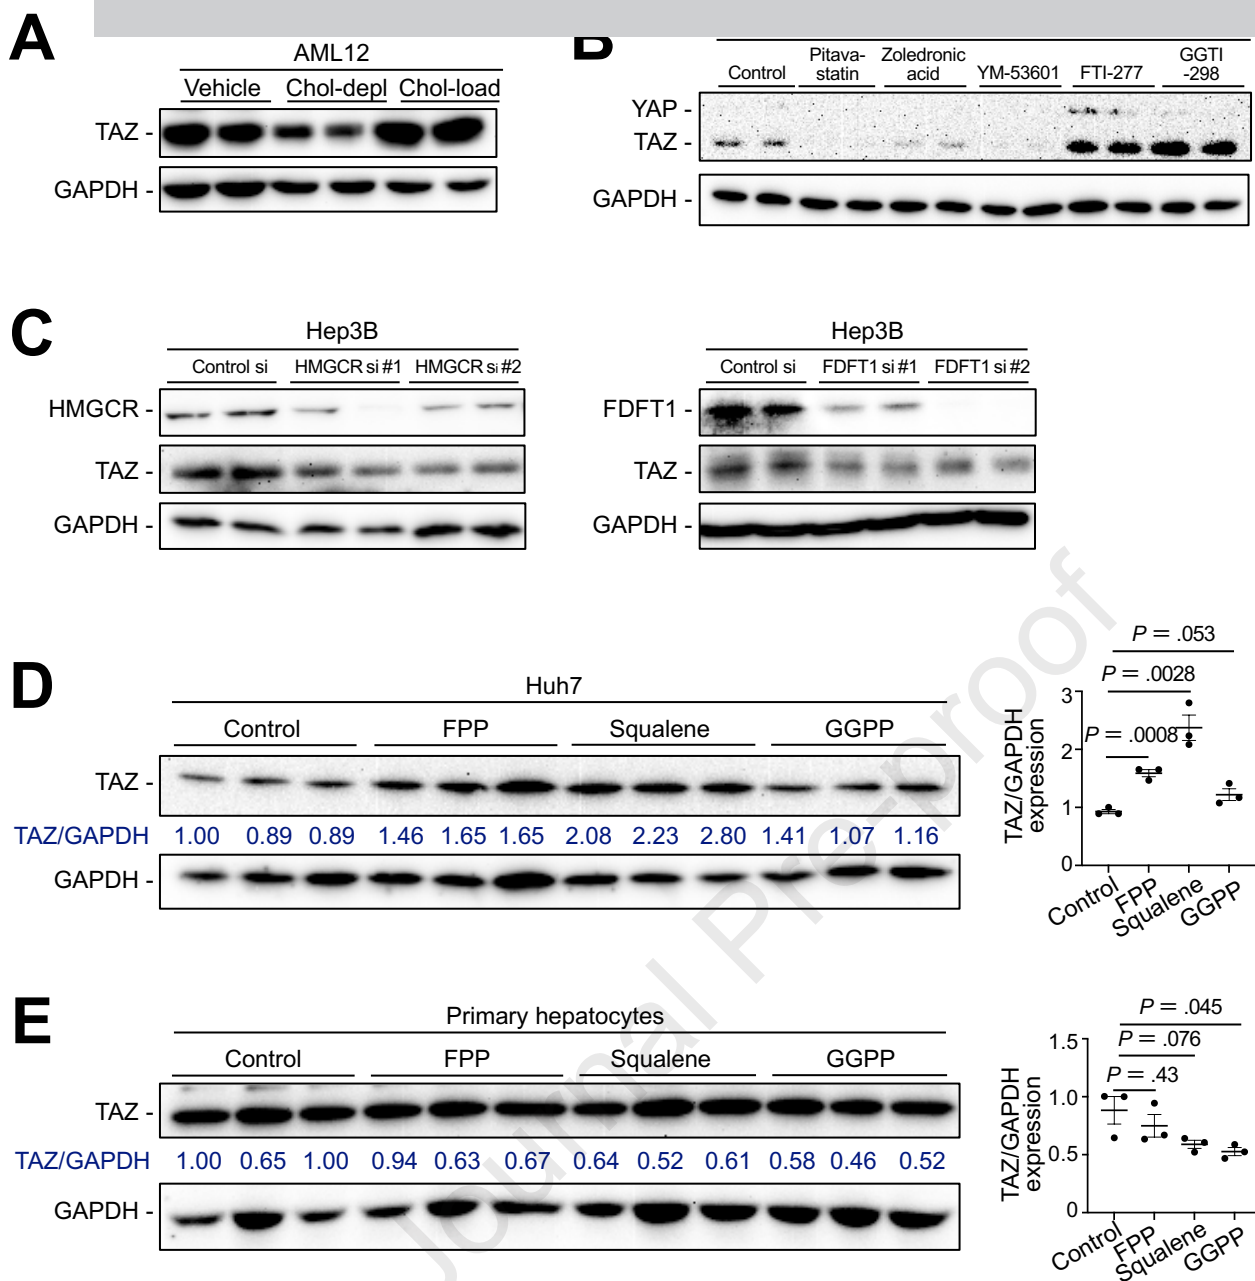 A
AML12
Vehicle Chol-depl Chol-load
TAZ -
GAPDH -
B
Control Pitava-statin Zoledronic acid YM-53601 FTI-277 GGTI-298
YAP -
TAZ -
GAPDH -
C
Hep3B
Control si HMGCR si #1 HMGCR si #2
HMGCR -
TAZ -
GAPDH -
Hep3B
Control si FDFT1 si #1 FDFT1 si #2
FDFT1 -
TAZ -
GAPDH -
D
Huh7
Control FPP Squalene GGPP
TAZ -
TAZ/GAPDH 1.00 0.89 0.89 1.46 1.65 1.65 2.08 2.23 2.80 1.41 1.07 1.16
GAPDH -
P = .053
P = .0028
P = .0008
TAZ/GAPDH
expression
3
2
1
0
Control FPP Squalene GGPP
E
Primary hepatocytes
Control FPP Squalene GGPP
TAZ -
TAZ/GAPDH 1.00 0.65 1.00 0.94 0.63 0.67 0.64 0.52 0.61 0.58 0.46 0.52
GAPDH -
P = .045
P = .076
P = .43
TAZ/GAPDH
expression
1.5
1.0
0.5
0
Control FPP Squalene GGPP
Journal Pre-proof